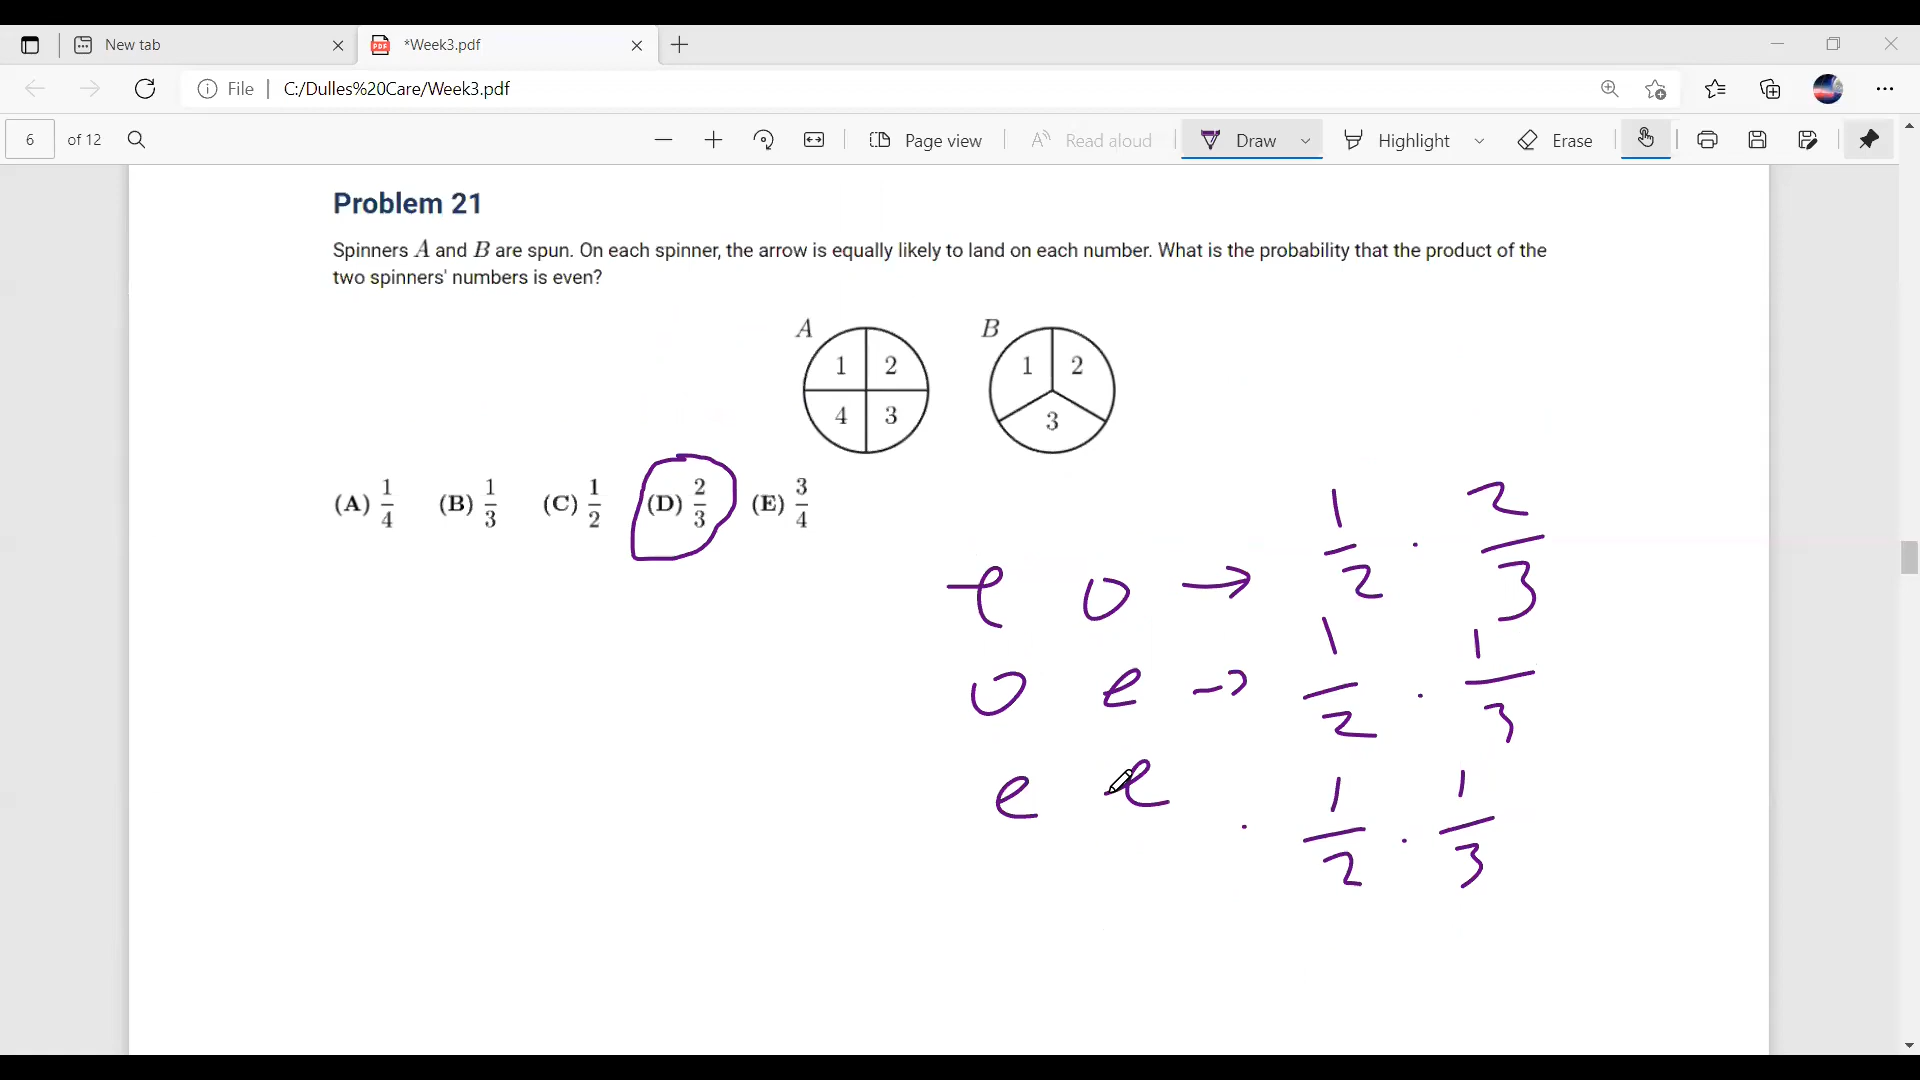 New tab
*Week3.pdf
File | C:/Dulles%20Care/Week3.pdf
6 of 12 Page view Read aloud Draw Highlight Erase
Problem 21
Spinners A and B are spun. On each spinner, the arrow is equally likely to land on each number. What is the probability that the product of the
two spinners' numbers is even?
A
1 2
4 3
B
1 2
3
(A) 1/4 (B) 1/3 (C) 1/2 (D) 2/3 (E) 3/4
e o → 1/2 · 2/3
o e → 1/2 · 1/3
e e · 1/2 · 1/3